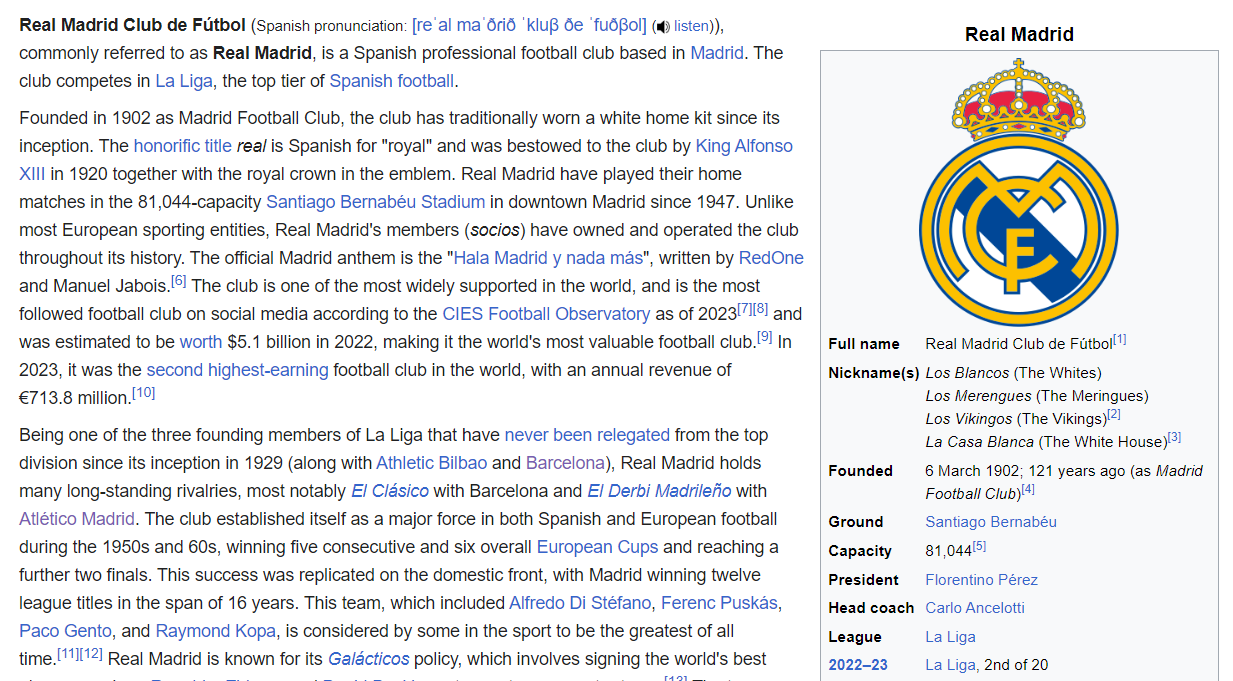 Real Madrid Club de Fútbol (Spanish pronunciation: [reˈal maˈðɾið ˈkluβ ðe ˈfuðβol] (listen)),
commonly referred to as Real Madrid, is a Spanish professional football club based in Madrid. The
club competes in La Liga, the top tier of Spanish football.
Founded in 1902 as Madrid Football Club, the club has traditionally worn a white home kit since its
inception. The honorific title real is Spanish for "royal" and was bestowed to the club by King Alfonso
XIII in 1920 together with the royal crown in the emblem. Real Madrid have played their home
matches in the 81,044-capacity Santiago Bernabéu Stadium in downtown Madrid since 1947. Unlike
most European sporting entities, Real Madrid's members (socios) have owned and operated the club
throughout its history. The official Madrid anthem is the "Hala Madrid y nada más", written by RedOne
and Manuel Jabois.[6] The club is one of the most widely supported in the world, and is the most
followed football club on social media according to the CIES Football Observatory as of 2023[7][8] and
was estimated to be worth $5.1 billion in 2022, making it the world's most valuable football club.[9] In
2023, it was the second highest-earning football club in the world, with an annual revenue of
€713.8 million.[10]
Being one of the three founding members of La Liga that have never been relegated from the top
division since its inception in 1929 (along with Athletic Bilbao and Barcelona), Real Madrid holds
many long-standing rivalries, most notably El Clásico with Barcelona and El Derbi Madrileño with
Atlético Madrid. The club established itself as a major force in both Spanish and European football
during the 1950s and 60s, winning five consecutive and six overall European Cups and reaching a
further two finals. This success was replicated on the domestic front, with Madrid winning twelve
league titles in the span of 16 years. This team, which included Alfredo Di Stéfano, Ferenc Puskás,
Paco Gento, and Raymond Kopa, is considered by some in the sport to be the greatest of all
time.[11][12] Real Madrid is known for its Galácticos policy, which involves signing the world's best
[13]
Real Madrid
Full name Real Madrid Club de Fútbol[1]
Nickname(s) Los Blancos (The Whites)
Los Merengues (The Meringues)
Los Vikingos (The Vikings)[2]
La Casa Blanca (The White House)[3]
Founded 6 March 1902; 121 years ago (as Madrid
Football Club)[4]
Ground Santiago Bernabéu
Capacity 81,044[5]
President Florentino Pérez
Head coach Carlo Ancelotti
League La Liga
2022–23 La Liga, 2nd of 20